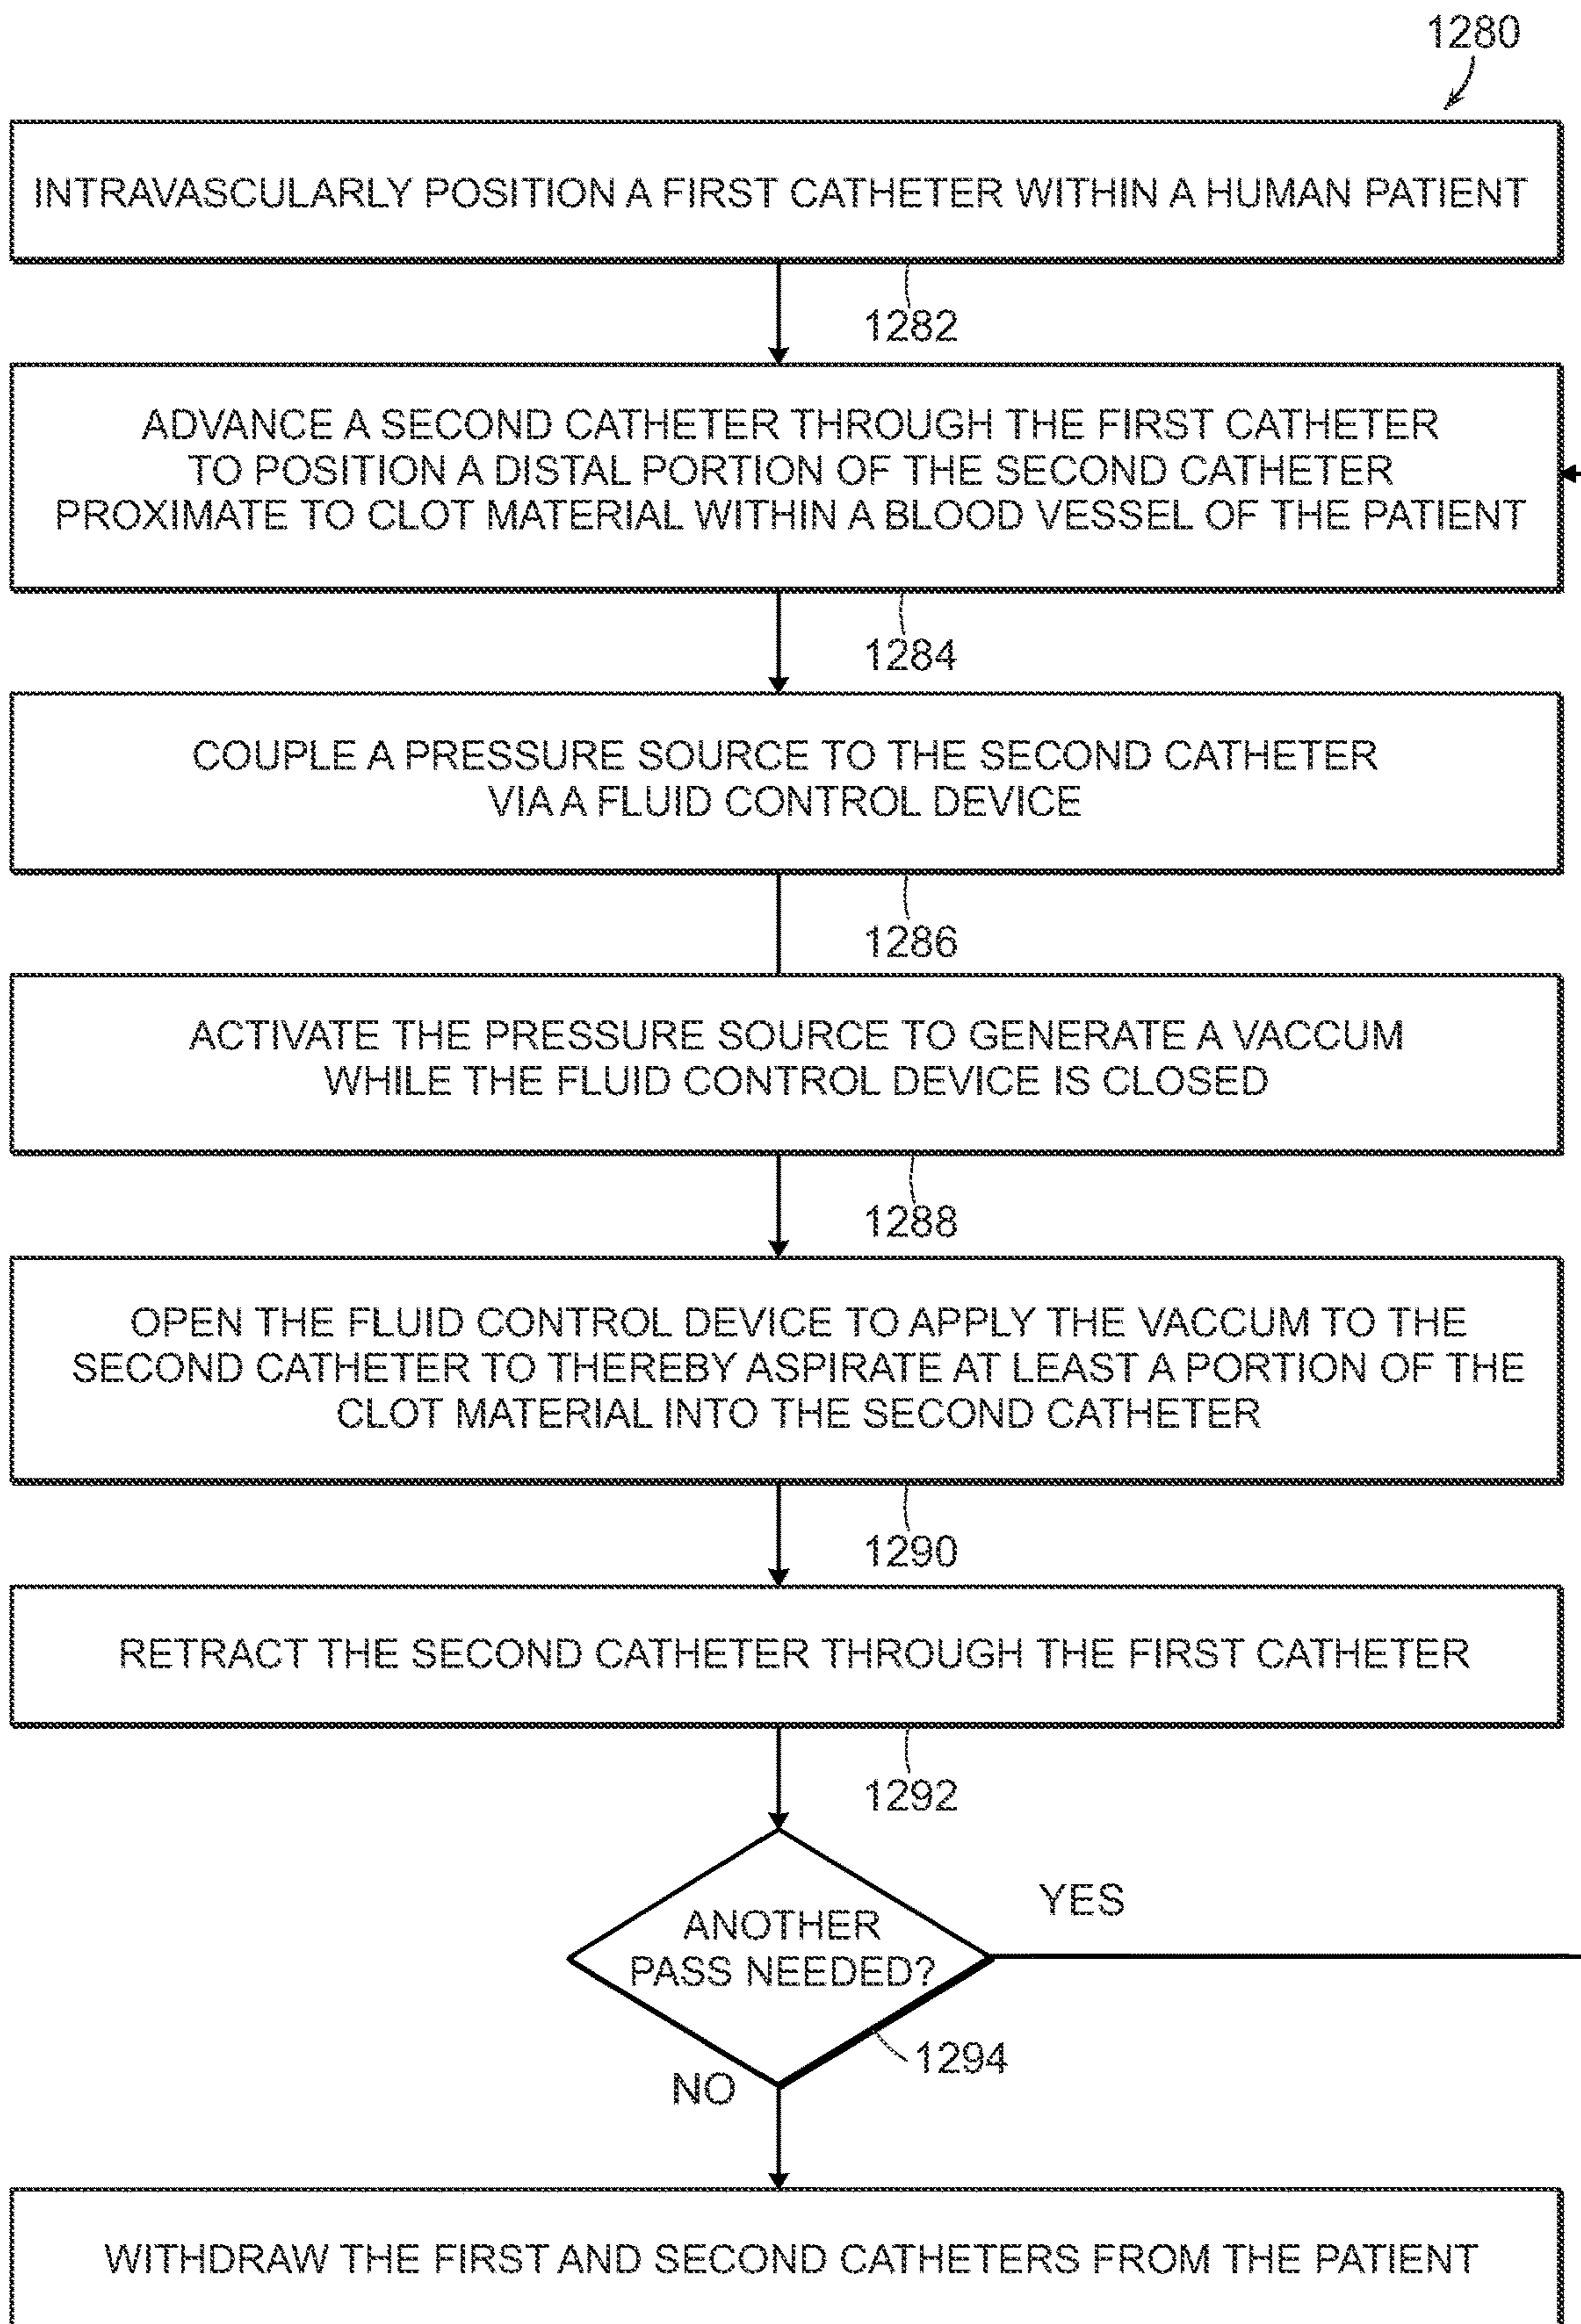 1280
INTRAVASCULARLY POSITION A FIRST CATHETER WITHIN A HUMAN PATIENT
1282
ADVANCE A SECOND CATHETER THROUGH THE FIRST CATHETER
TO POSITION A DISTAL PORTION OF THE SECOND CATHETER
PROXIMATE TO CLOT MATERIAL WITHIN A BLOOD VESSEL OF THE PATIENT
1284
COUPLE A PRESSURE SOURCE TO THE SECOND CATHETER
VIA A FLUID CONTROL DEVICE
1286
ACTIVATE THE PRESSURE SOURCE TO GENERATE A VACCUM
WHILE THE FLUID CONTROL DEVICE IS CLOSED
1288
OPEN THE FLUID CONTROL DEVICE TO APPLY THE VACCUM TO THE
SECOND CATHETER TO THEREBY ASPIRATE AT LEAST A PORTION OF THE
CLOT MATERIAL INTO THE SECOND CATHETER
1290
RETRACT THE SECOND CATHETER THROUGH THE FIRST CATHETER
1292
YES
ANOTHER
PASS NEEDED?
1294
NO
WITHDRAW THE FIRST AND SECOND CATHETERS FROM THE PATIENT